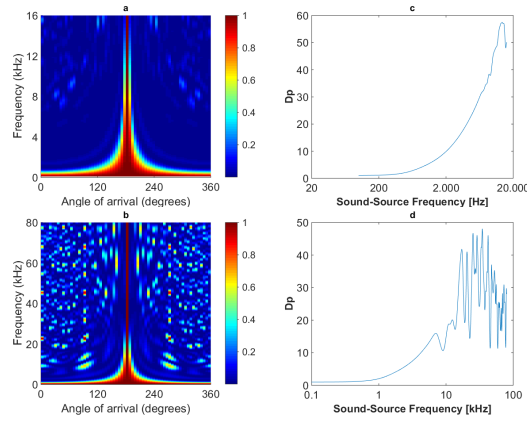 a
16
12
8
4
0
Frequency (kHz)
0 120 240 360
Angle of arrival (degrees)
1
0.8
0.6
0.4
0.2
c
60
50
40
30
20
10
0
Dp
20 200 2.000 20.000
Sound-Source Frequency [Hz]
b
80
60
40
20
0
Frequency (kHz)
0 120 240 360
Angle of arrival (degrees)
1
0.8
0.6
0.4
0.2
d
50
40
30
20
10
0
Dp
0.1 1 10 100
Sound-Source Frequency [kHz]